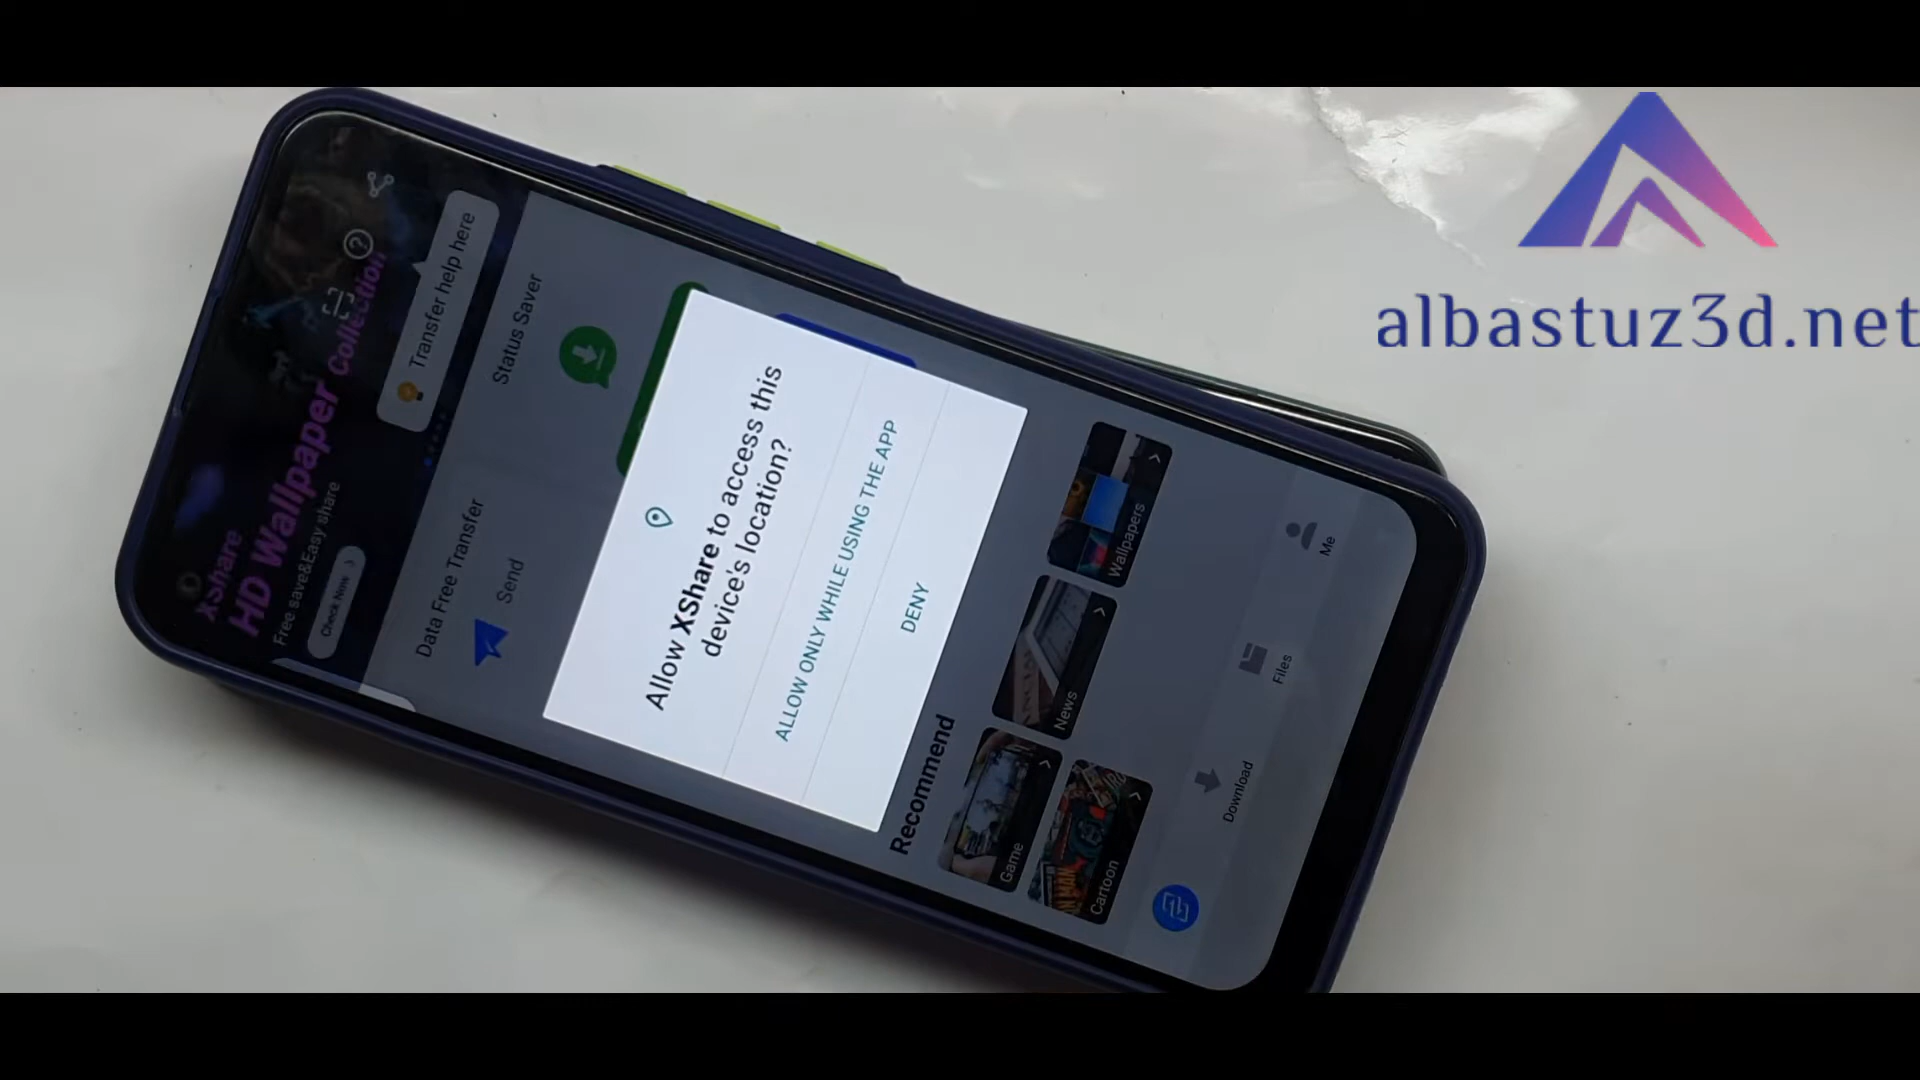 albastuz3d.net
XShare
HD Wallpaper Collection
Free save&Easy share
Check Now >
Transfer help here
Data Free Transfer
Status Saver
Send
Allow XShare to access this
device's location?
ALLOW ONLY WHILE USING THE APP
DENY
Recommend
Game
News
Wallpapers
Cartoon
Download
Files
Me